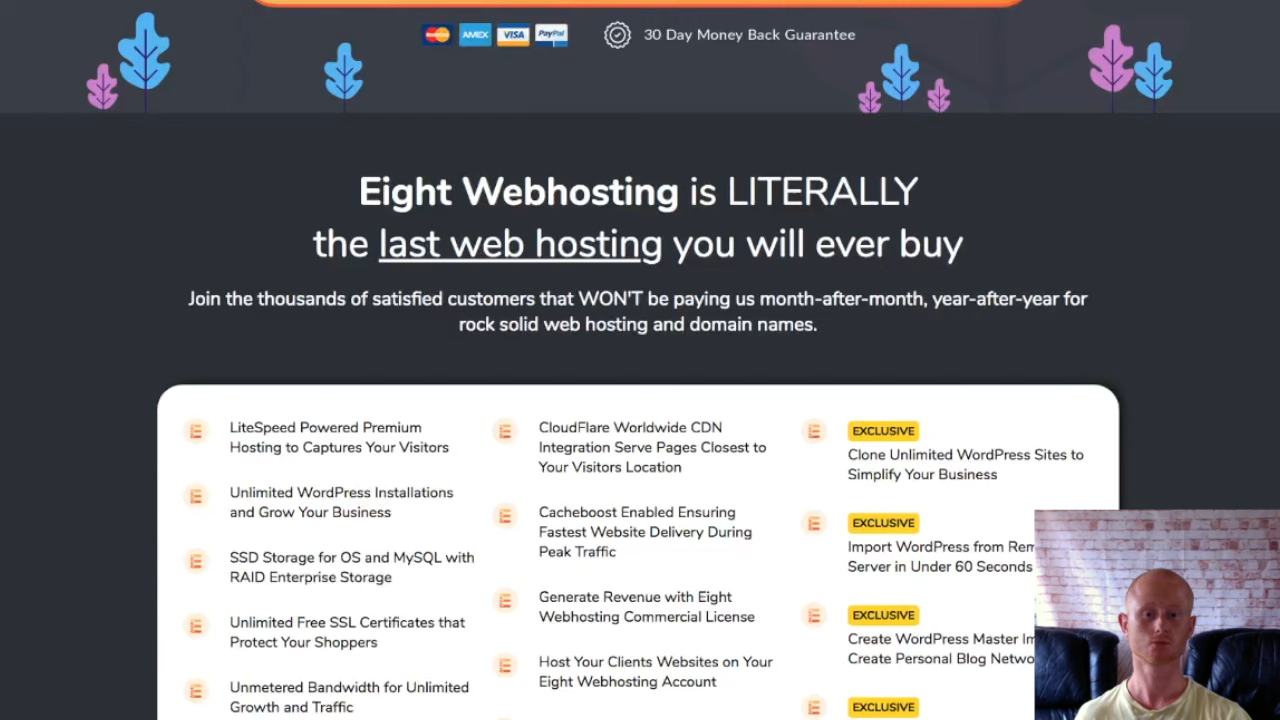 AMEX
VISA
PayPal
30 Day Money Back Guarantee
Eight Webhosting is LITERALLY
the last web hosting you will ever buy
Join the thousands of satisfied customers that WON'T be paying us month-after-month, year-after-year for
rock solid web hosting and domain names.
LiteSpeed Powered Premium
Hosting to Captures Your Visitors
Unlimited WordPress Installations
and Grow Your Business
SSD Storage for OS and MySQL with
RAID Enterprise Storage
Unlimited Free SSL Certificates that
Protect Your Shoppers
Unmetered Bandwidth for Unlimited
Growth and Traffic
CloudFlare Worldwide CDN
Integration Serve Pages Closest to
Your Visitors Location
Cacheboost Enabled Ensuring
Fastest Website Delivery During
Peak Traffic
Generate Revenue with Eight
Webhosting Commercial License
Host Your Clients Websites on Your
Eight Webhosting Account
EXCLUSIVE
Clone Unlimited WordPress Sites to
Simplify Your Business
EXCLUSIVE
Import WordPress from Rem
Server in Under 60 Seconds
EXCLUSIVE
Create WordPress Master Im
Create Personal Blog Netwo
EXCLUSIVE